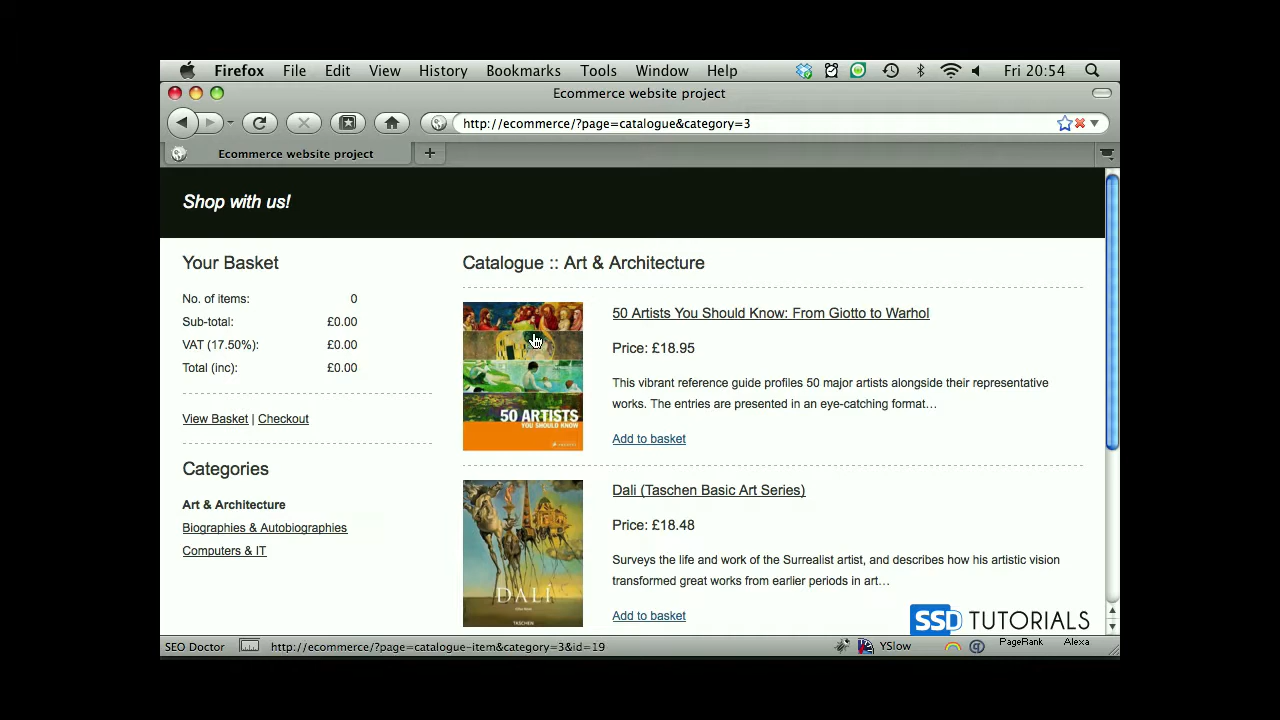 Firefox File Edit View History Bookmarks Tools Window Help Fri 20:54
Ecommerce website project
http://ecommerce/?page=catalogue&category=3
Ecommerce website project
Shop with us!
Your Basket
No. of items: 0
Sub-total: £0.00
VAT (17.50%): £0.00
Total (inc): £0.00
View Basket | Checkout
Categories
Art & Architecture
Biographies & Autobiographies
Computers & IT
Catalogue :: Art & Architecture
50 ARTISTS
YOU SHOULD KNOW
50 Artists You Should Know: From Giotto to Warhol
Price: £18.95
This vibrant reference guide profiles 50 major artists alongside their representative
works. The entries are presented in an eye-catching format…
Add to basket
DALÍ
TASCHEN
Dali (Taschen Basic Art Series)
Price: £18.48
Surveys the life and work of the Surrealist artist, and describes how his artistic vision
transformed great works from earlier periods in art…
Add to basket
SSD TUTORIALS
SEO Doctor http://ecommerce/?page=catalogue-item&category=3&id=19 YSlow PageRank Alexa